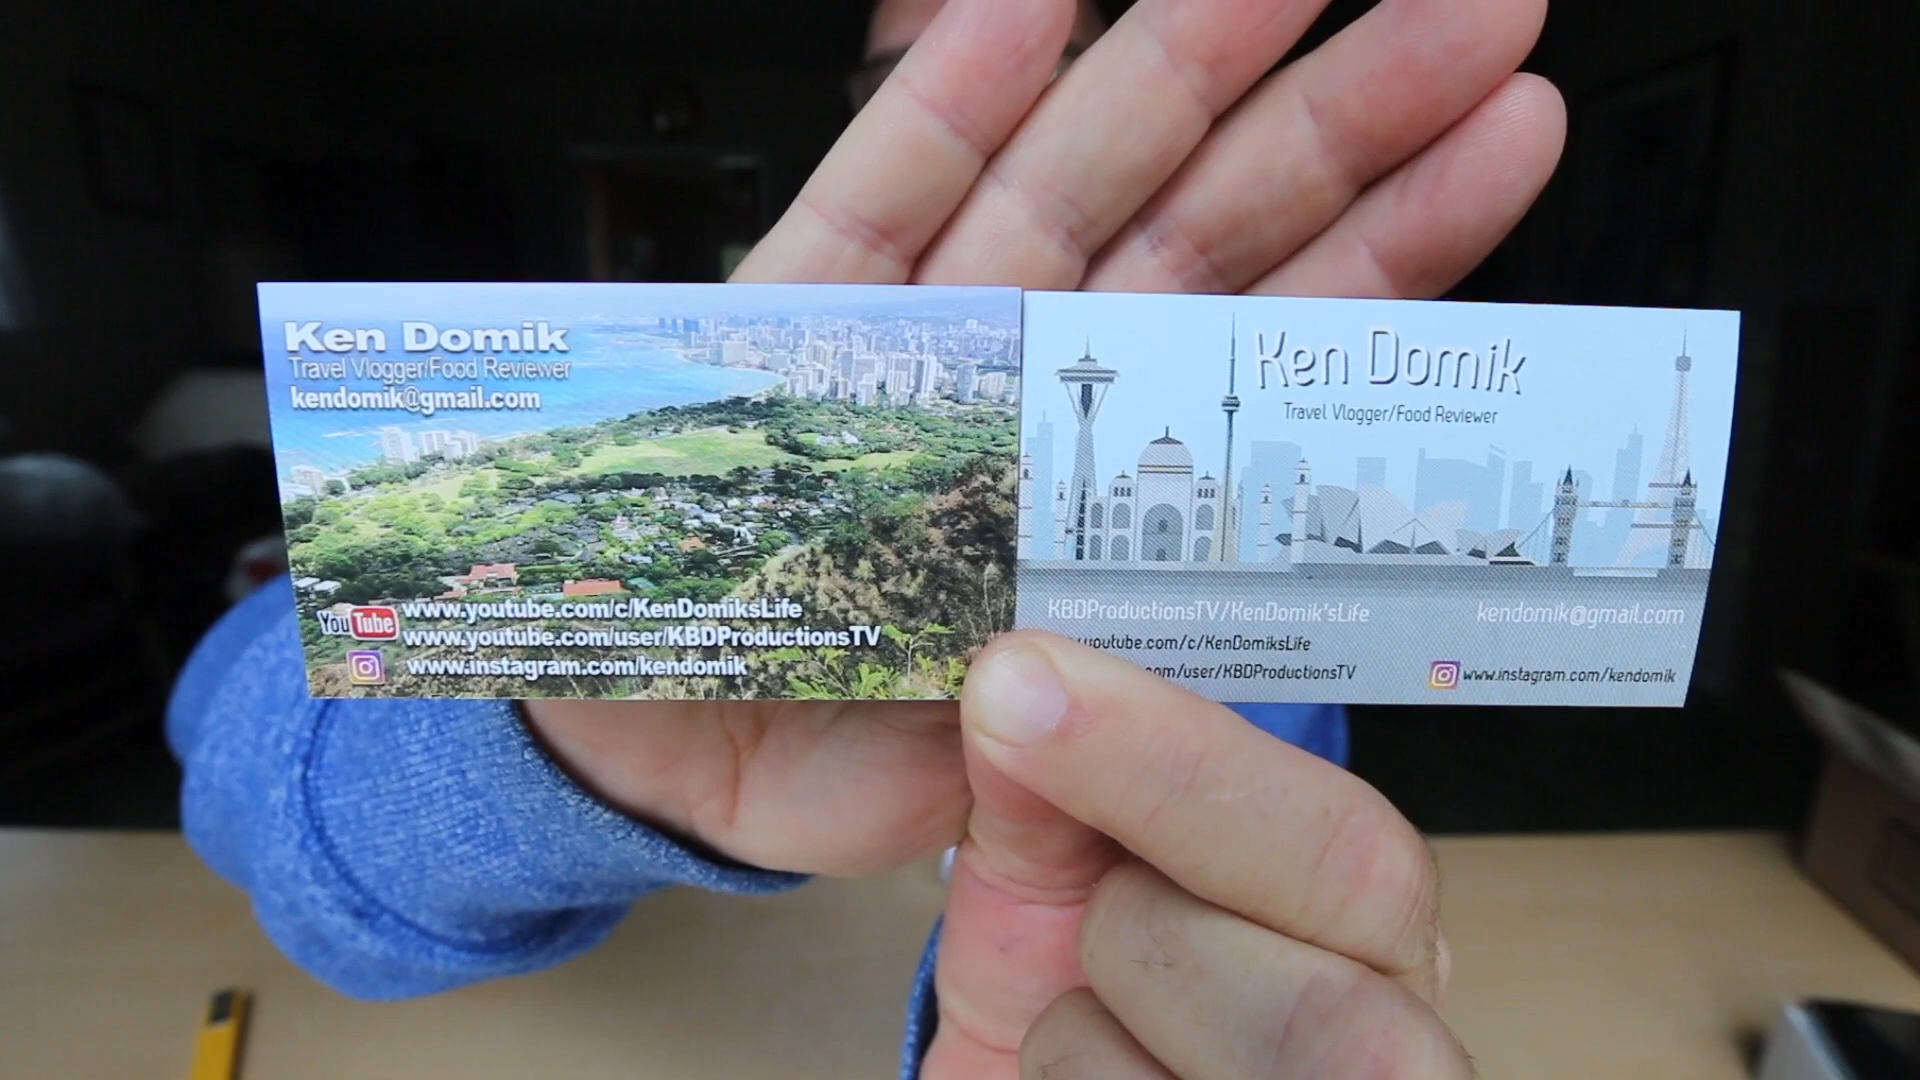 Ken Domik
Travel Vlogger/Food Reviewer
kendomik@gmail.com
YouTube www.youtube.com/c/KenDomiksLife
www.youtube.com/user/KBDProductionsTV
www.instagram.com/kendomik
Ken Domik
Travel Vlogger/Food Reviewer
KBDProductionsTV/KenDomik'sLife
kendomik@gmail.com
youtube.com/c/KenDomiksLife
om/user/KBDProductionsTV
www.instagram.com/kendomik